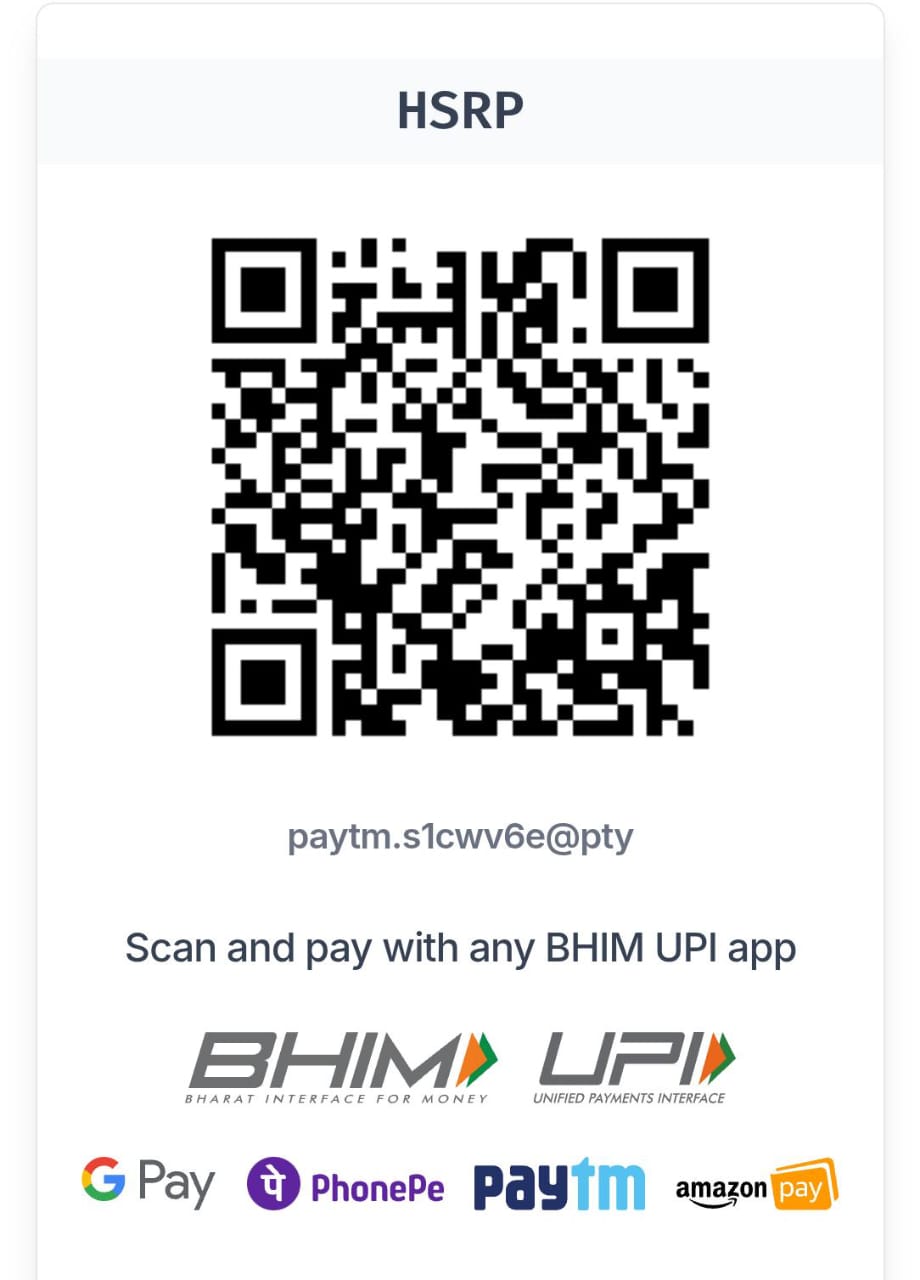 HSRP
paytm.s1cwv6e@pty
Scan and pay with any BHIM UPI app
BHIM UPI
BHARAT INTERFACE FOR MONEY UNIFIED PAYMENTS INTERFACE
G Pay पे PhonePe paytm amazon pay